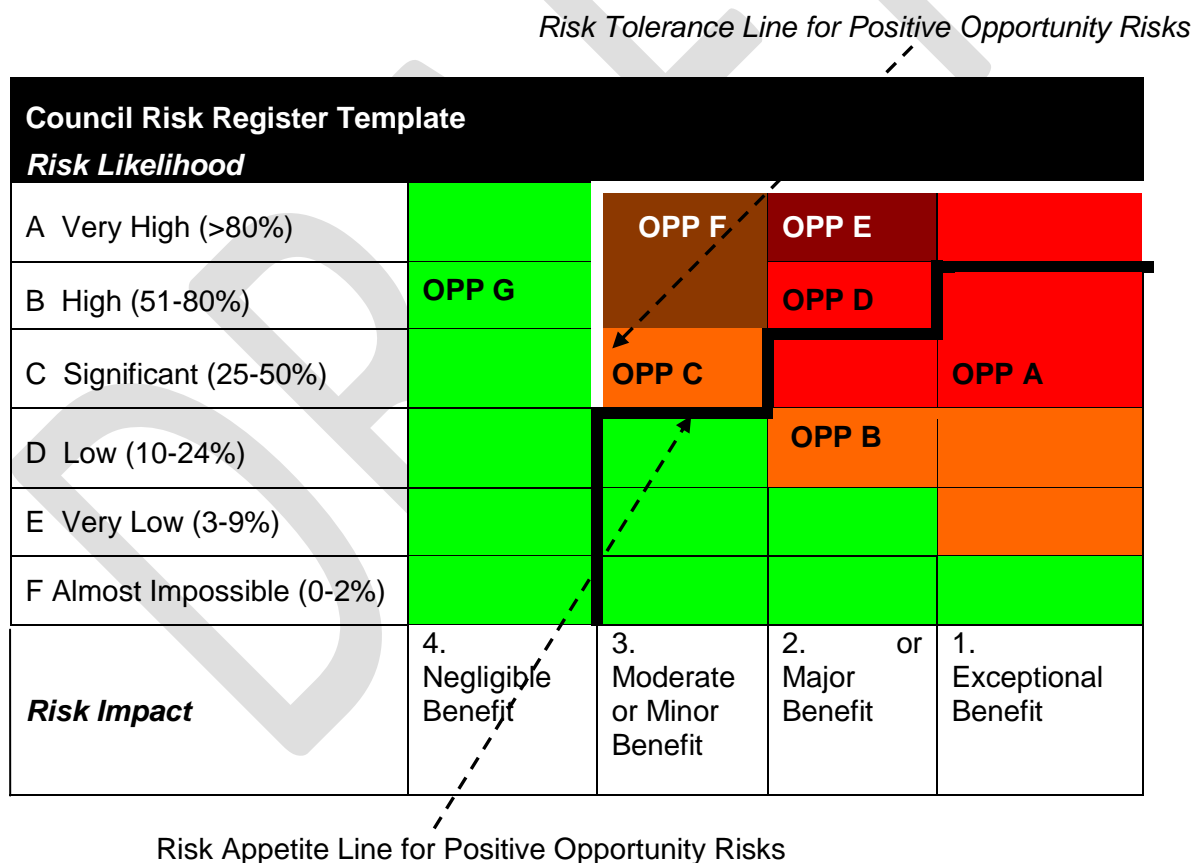 Risk Tolerance Line for Positive Opportunity Risks
Council Risk Register Template
Risk Likelihood
A Very High (>80%)
OPP F
OPP E
B High (51-80%)
OPP G
OPP D
C Significant (25-50%)
OPP C
OPP A
D Low (10-24%)
OPP B
E Very Low (3-9%)
F Almost Impossible (0-2%)
Risk Impact
4.
Negligible
Benefit
3.
Moderate
or Minor
Benefit
2. or
Major
Benefit
1.
Exceptional
Benefit
Risk Appetite Line for Positive Opportunity Risks